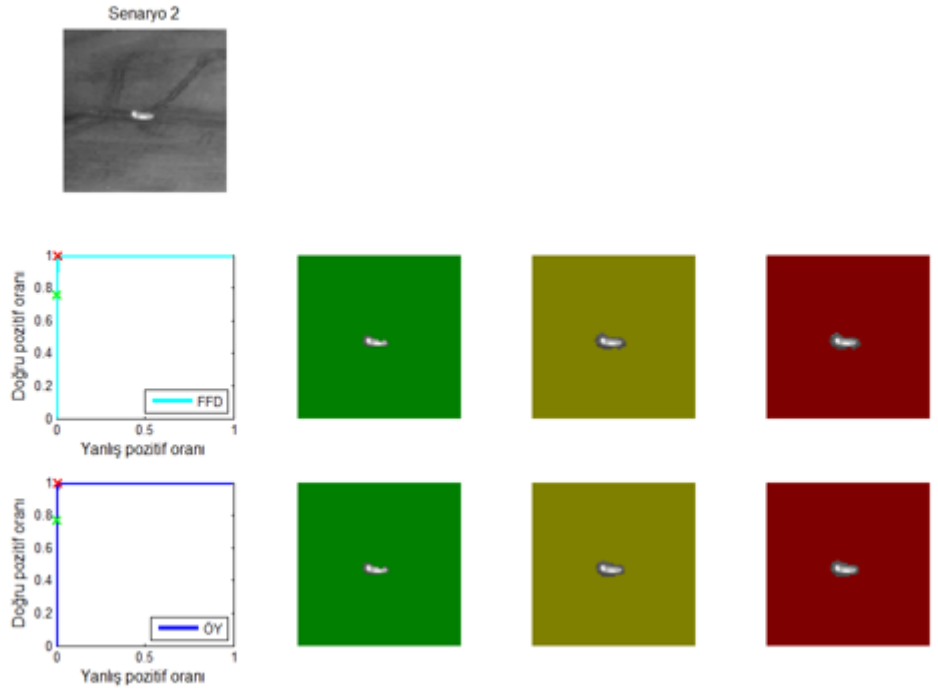 Senaryo 2
Doğru pozitif oranı
1
0.8
0.6
0.4
0.2
0
FFD
0 0.5 1
Yanlış pozitif oranı
Doğru pozitif oranı
1
0.8
0.6
0.4
0.2
0
ÖY
0 0.5 1
Yanlış pozitif oranı